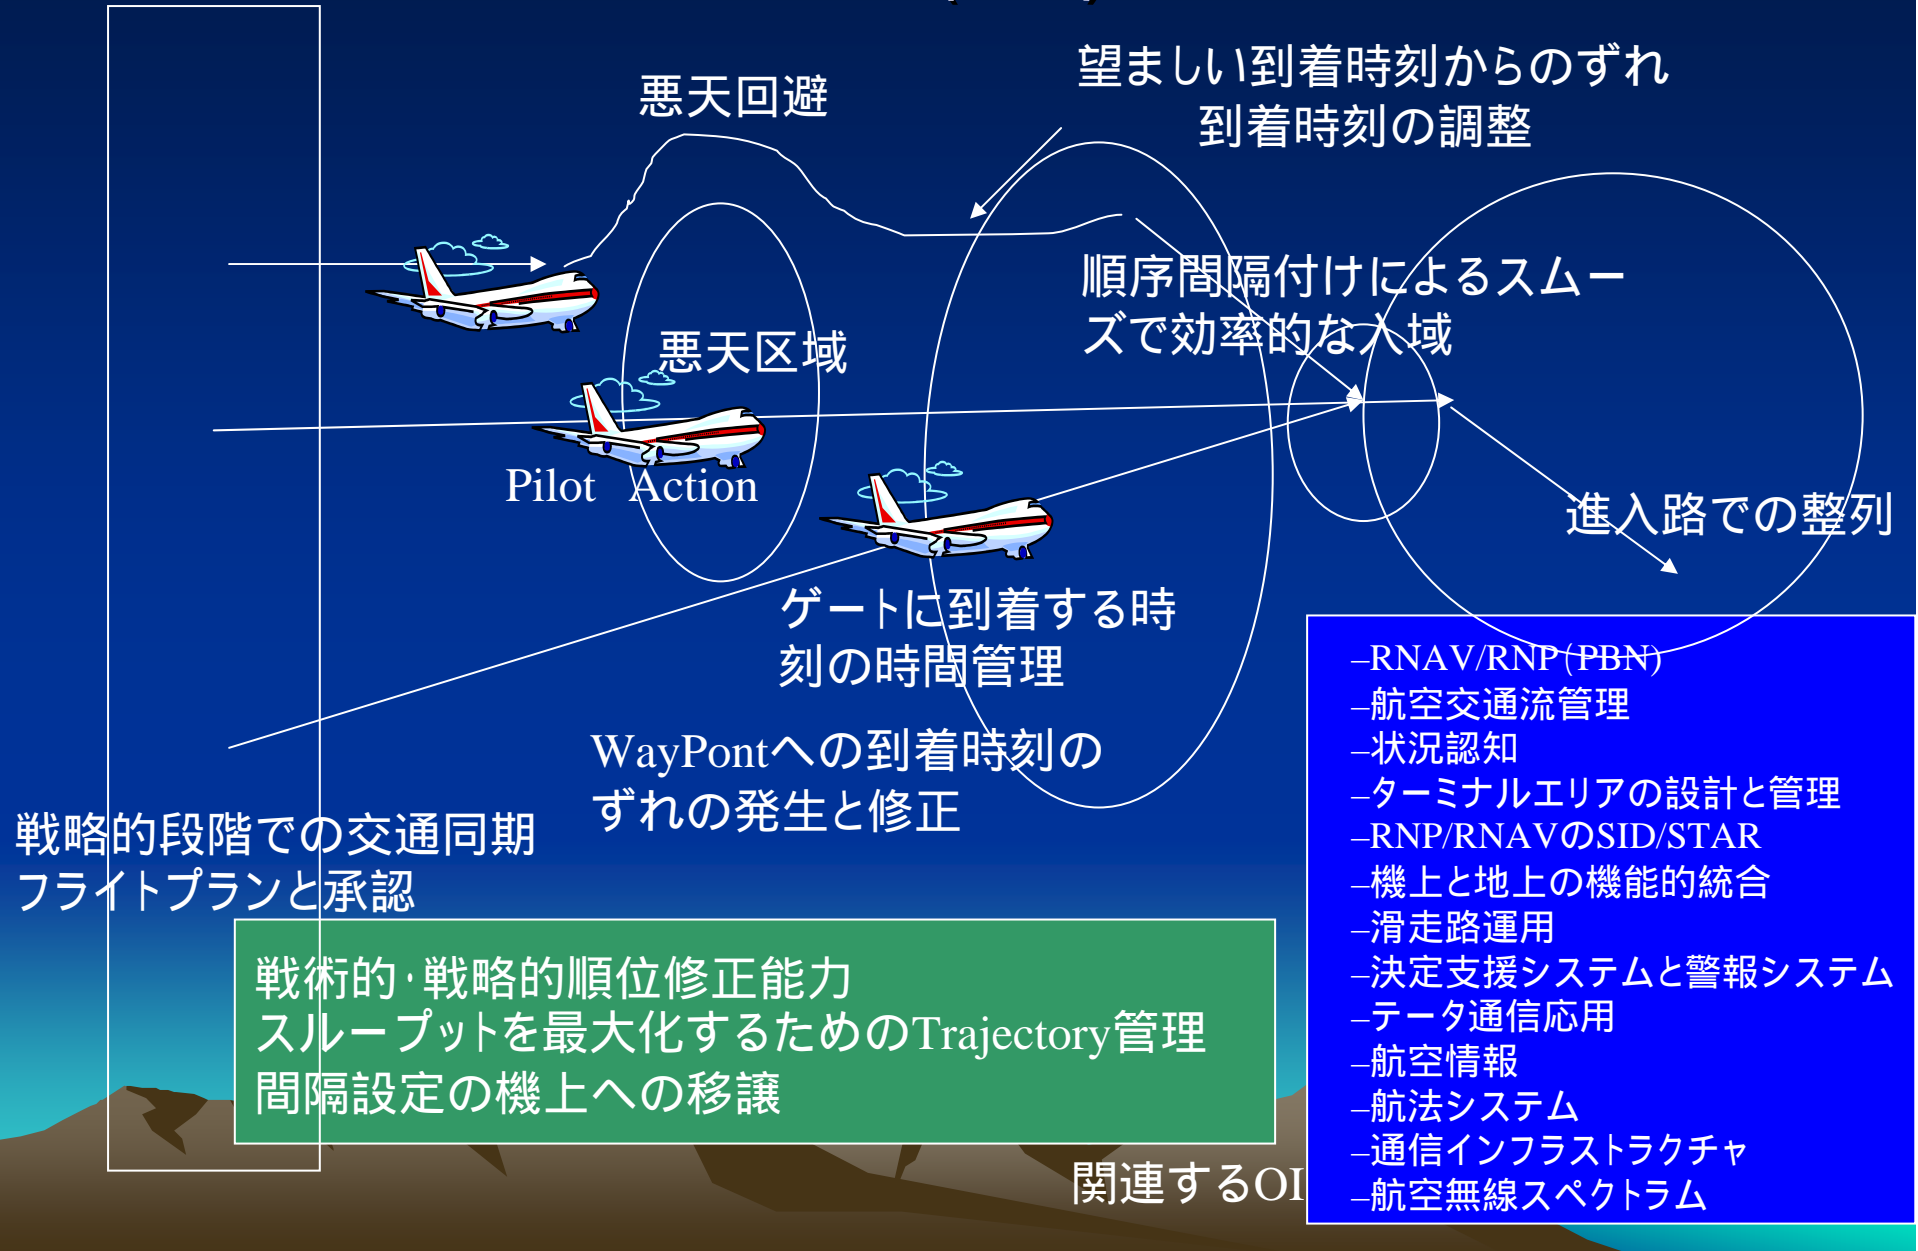 悪天回避
望ましい到着時刻からのずれ
到着時刻の調整
順序間隔付けによるスムー
ズで効率的な入域
悪天区域
Pilot Action
進入路での整列
ゲートに到着する時
刻の時間管理
WayPontへの到着時刻の
ずれの発生と修正
戦略的段階での交通同期
フライトプランと承認
戦術的・戦略的順位修正能力
スループットを最大化するためのTrajectory管理
間隔設定の機上への移譲
関連するOI
–RNAV/RNP(PBN)
–航空交通流管理
–状況認知
–ターミナルエリアの設計と管理
–RNP/RNAVのSID/STAR
–機上と地上の機能的統合
–滑走路運用
–決定支援システムと警報システム
–テータ通信応用
–航空情報
–航法システム
–通信インフラストラクチャ
–航空無線スペクトラム